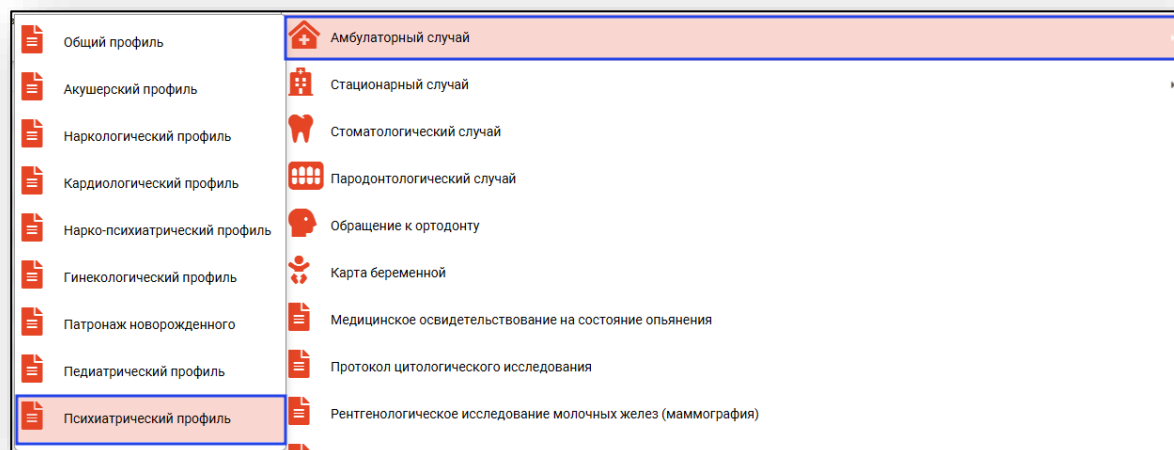 Общий профиль
Акушерский профиль
Наркологический профиль
Кардиологический профиль
Нарко-психиатрический профиль
Гинекологический профиль
Патронаж новорожденного
Педиатрический профиль
Психиатрический профиль
Амбулаторный случай
Стационарный случай
Стоматологический случай
Пародонтологический случай
Обращение к ортодонту
Карта беременной
Медицинское освидетельствование на состояние опьянения
Протокол цитологического исследования
Рентгенологическое исследование молочных желез (маммография)